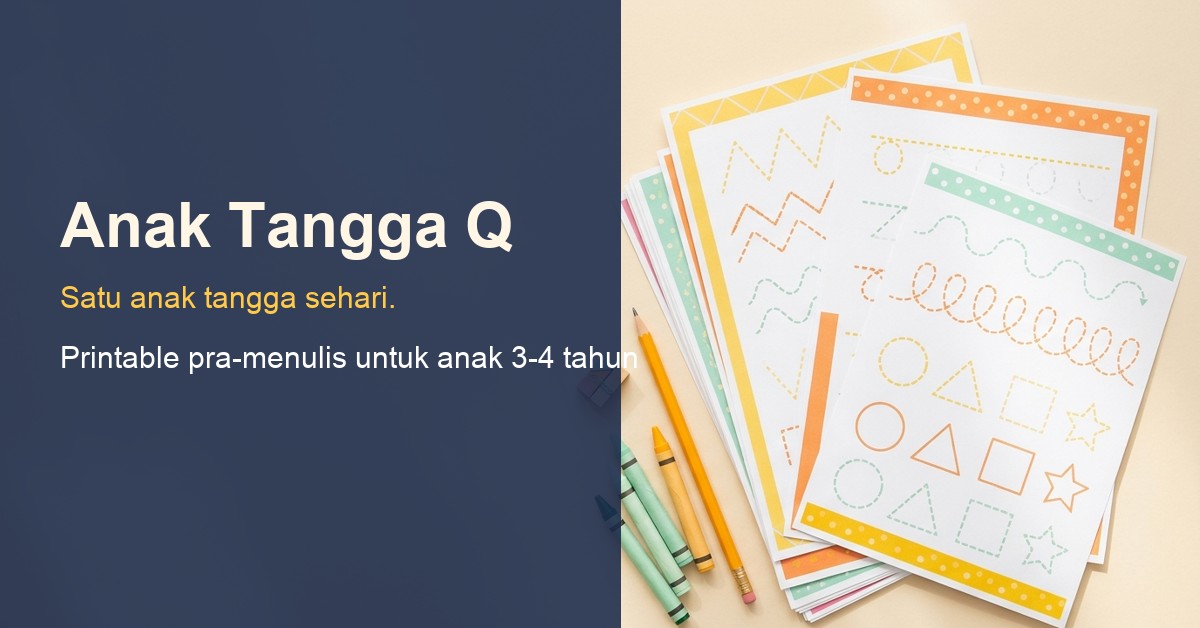 Anak Tangga Q
Satu anak tangga sehari.
Printable pra-menulis untuk anak 3-4 tahun